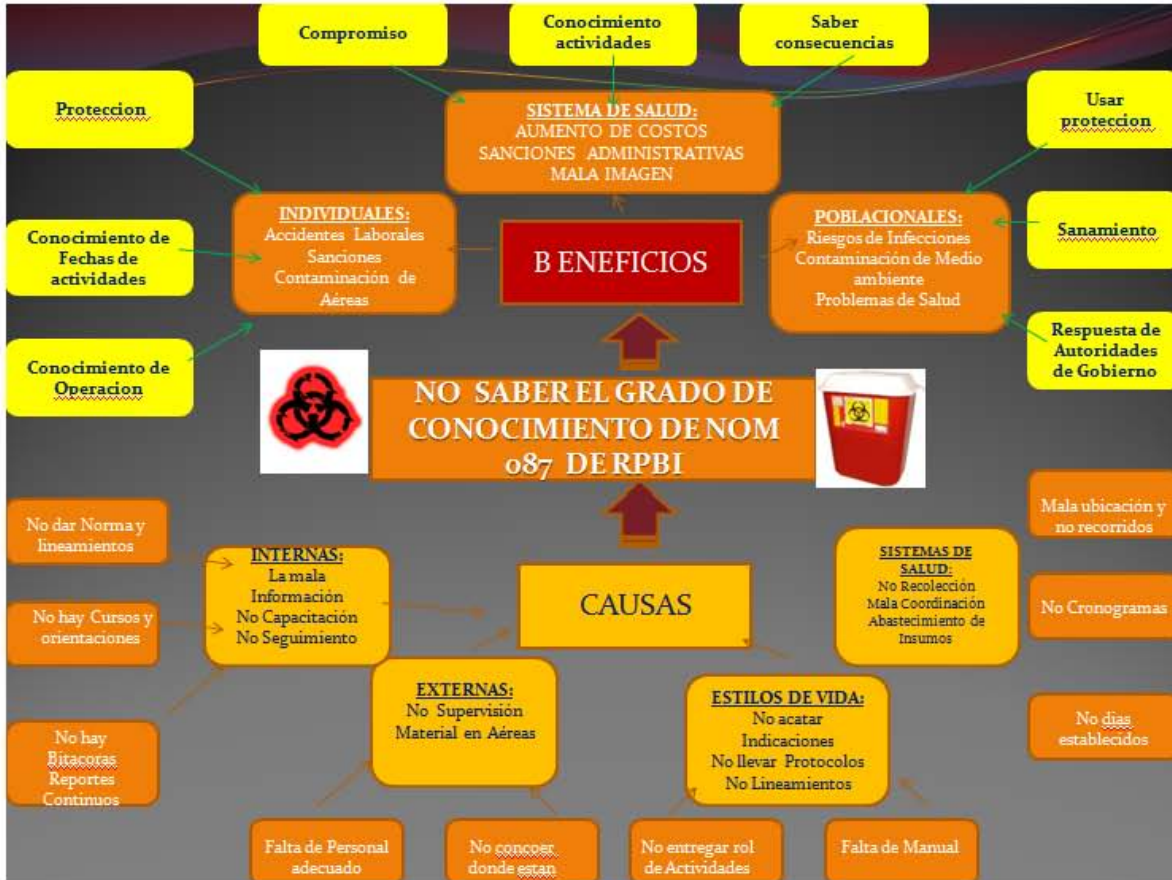 Compromiso
Conocimiento
actividades
Saber
consecuencias
Proteccion
SISTEMA DE SALUD:
AUMENTO DE COSTOS
SANCIONES ADMINISTRATIVAS
MALA IMAGEN
Usar
proteccion
INDIVIDUALES:
Accidentes Laborales
Sanciones
Contaminación de
Aéreas
B ENEFICIOS
POBLACIONALES:
Riesgos de Infecciones
Contaminación de Medio
ambiente
Problemas de Salud
Conocimiento de
Fechas de
actividades
Sanamiento
Conocimiento de
Operacion
Respuesta de
Autoridades
de Gobierno
NO SABER EL GRADO DE
CONOCIMIENTO DE NOM
087 DE RPBI
No dar Norma y
lineamientos
INTERNAS:
La mala
Información
No Capacitación
No Seguimiento
CAUSAS
SISTEMAS DE
SALUD:
No Recolección
Mala Coordinación
Abastecimiento de
Insumos
Mala ubicación y
no recorridos
No hay Cursos y
orientaciones
No Cronogramas
EXTERNAS:
No Supervisión
Material en Aéreas
ESTILOS DE VIDA:
No acatar
Indicaciones
No llevar Protocolos
No Lineamientos
No hay
Bitacoras
Reportes
Continuos
No dias
establecidos
Falta de Personal
adecuado
No concoer
donde estan
No entregar rol
de Actividades
Falta de Manual